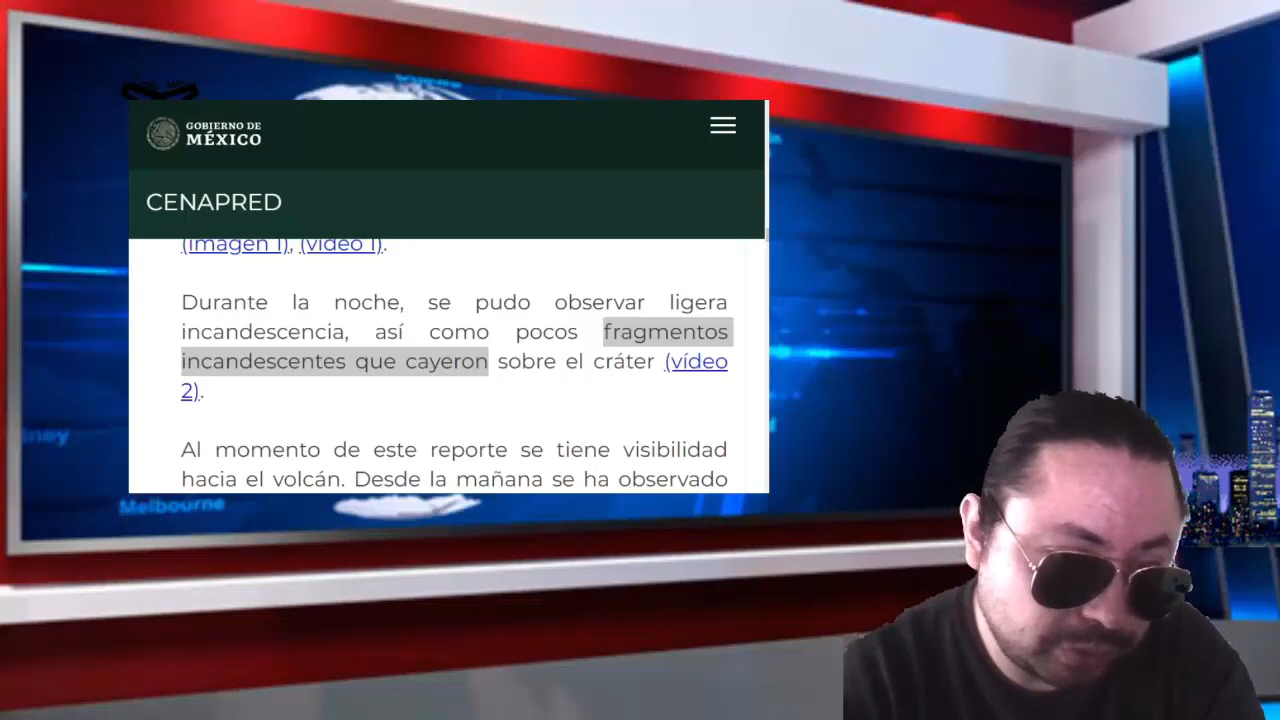 GOBIERNO DE
MÉXICO
CENAPRED
(imagen 1), (vídeo 1).
Durante la noche, se pudo observar ligera
incandescencia, así como pocos fragmentos
incandescentes que cayeron sobre el cráter (vídeo
2).
Al momento de este reporte se tiene visibilidad
hacia el volcán. Desde la mañana se ha observado
Melbourne